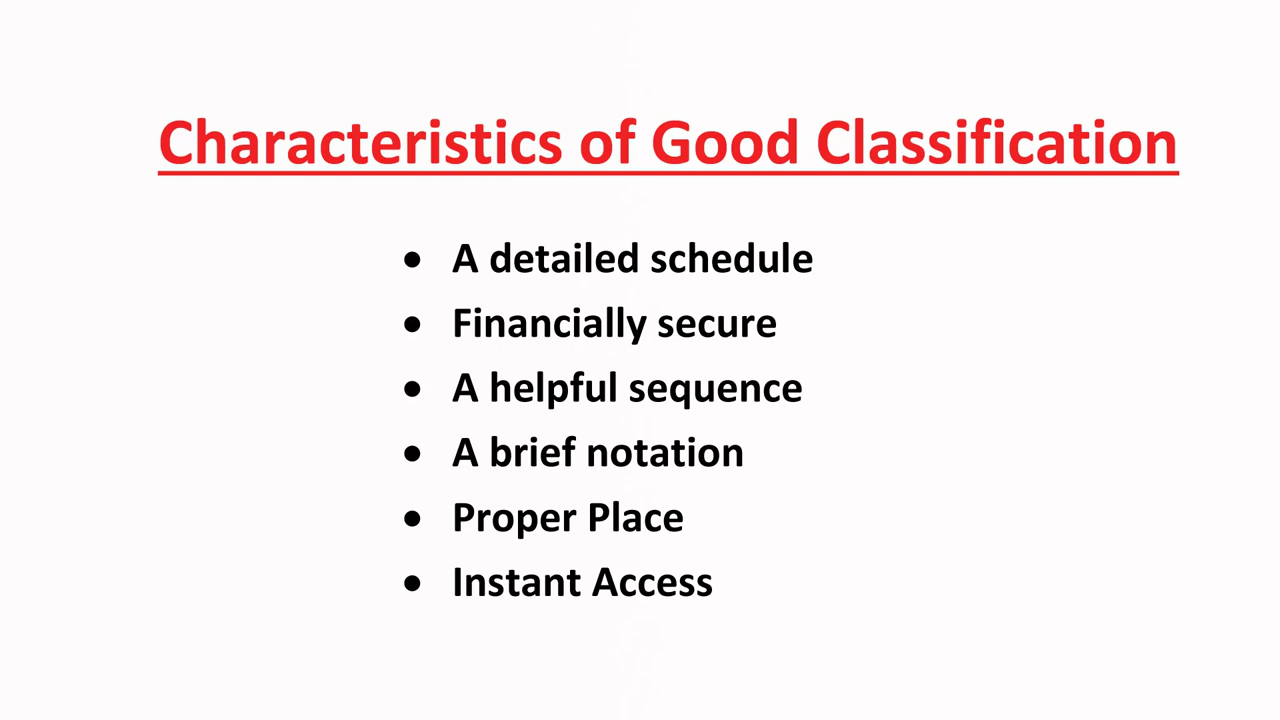 Characteristics of Good Classification
• A detailed schedule
• Financially secure
• A helpful sequence
• A brief notation
• Proper Place
• Instant Access